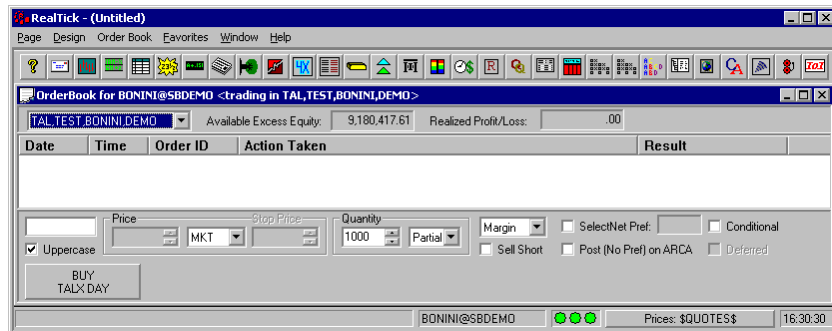 RealTick - (Untitled)
Page Design Order Book Favorites Window Help
OrderBook for BONINI@SBDEMO <trading in TAL,TEST,BONINI,DEMO>
TAL,TEST,BONINI,DEMO Available Excess Equity: 9,180,417.61 Realized Profit/Loss: .00
Date Time Order ID Action Taken Result
Price Stop Price Quantity
MKT 1000 Partial Margin SelectNet Pref: Conditional
Uppercase Sell Short Post (No Pref) on ARCA Deferred
BUY
TALX DAY
BONINI@SBDEMO Prices: $QUOTES$ 16:30:30